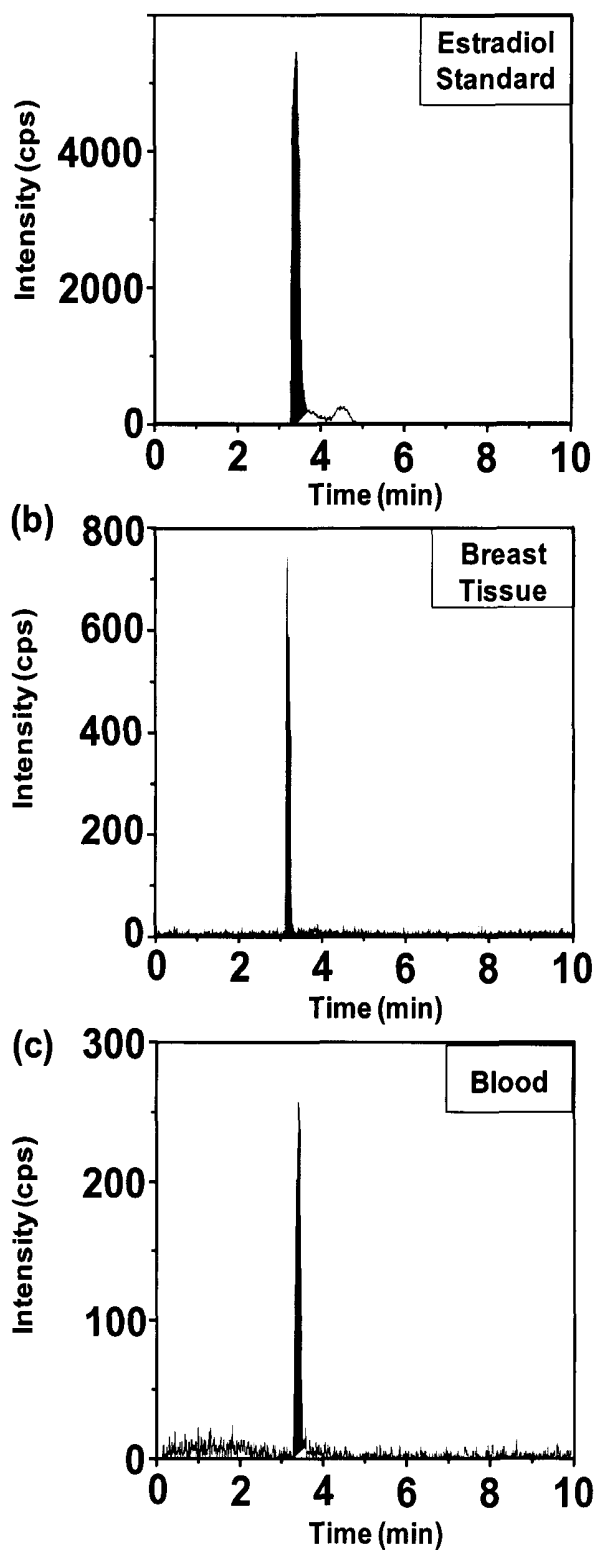 Estradiol
Standard
Intensity (cps)
4000
2000
0
0 2 4 6 8 10
Time (min)
(b)
Breast
Tissue
Intensity (cps)
800
600
400
200
0
0 2 4 6 8 10
Time (min)
(c)
Blood
Intensity (cps)
300
200
100
0
0 2 4 6 8 10
Time (min)